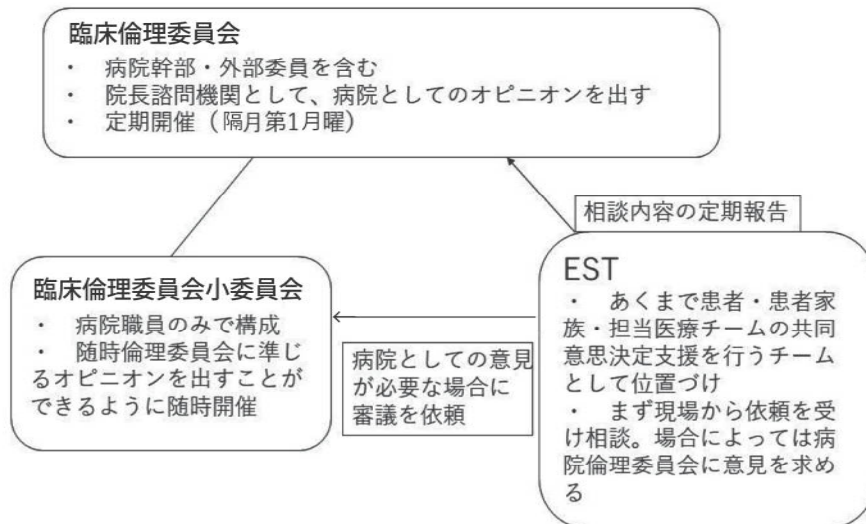 臨床倫理委員会
・ 病院幹部・外部委員を含む
・ 院長諮問機関として、病院としてのオピニオンを出す
・ 定期開催（隔月第1月曜）
相談内容の定期報告
臨床倫理委員会小委員会
・ 病院職員のみで構成
・ 随時倫理委員会に準じ
るオピニオンを出すことが
できるように随時開催
病院としての意見
が必要な場合に
審議を依頼
EST
・ あくまで患者・患者家
族・担当医療チームの共同
意思決定支援を行うチーム
として位置づけ
・ まず現場から依頼を受
け相談。場合によっては病
院倫理委員会に意見を求め
る